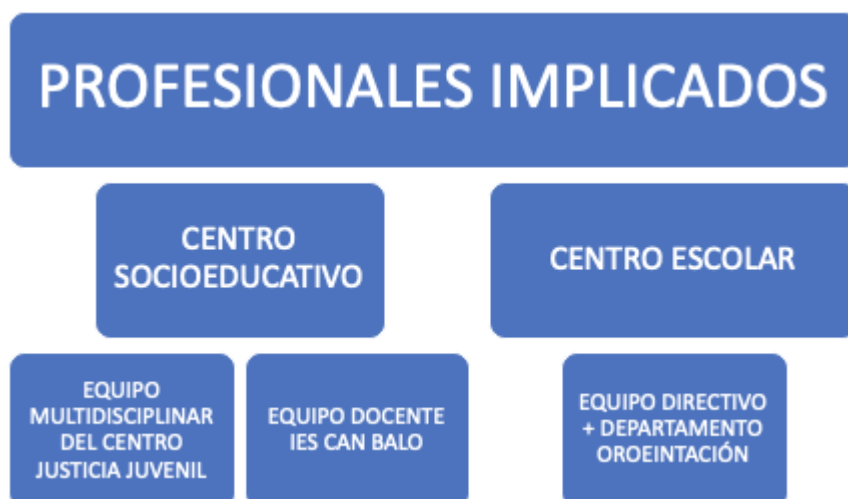 PROFESIONALES IMPLICADOS
CENTRO
SOCIOEDUCATIVO
CENTRO ESCOLAR
EQUIPO
MULTIDISCIPLINAR
DEL CENTRO
JUSTICIA JUVENIL
EQUIPO DOCENTE
IES CAN BALO
EQUIPO DIRECTIVO
+ DEPARTAMENTO
OROEINTACIÓN